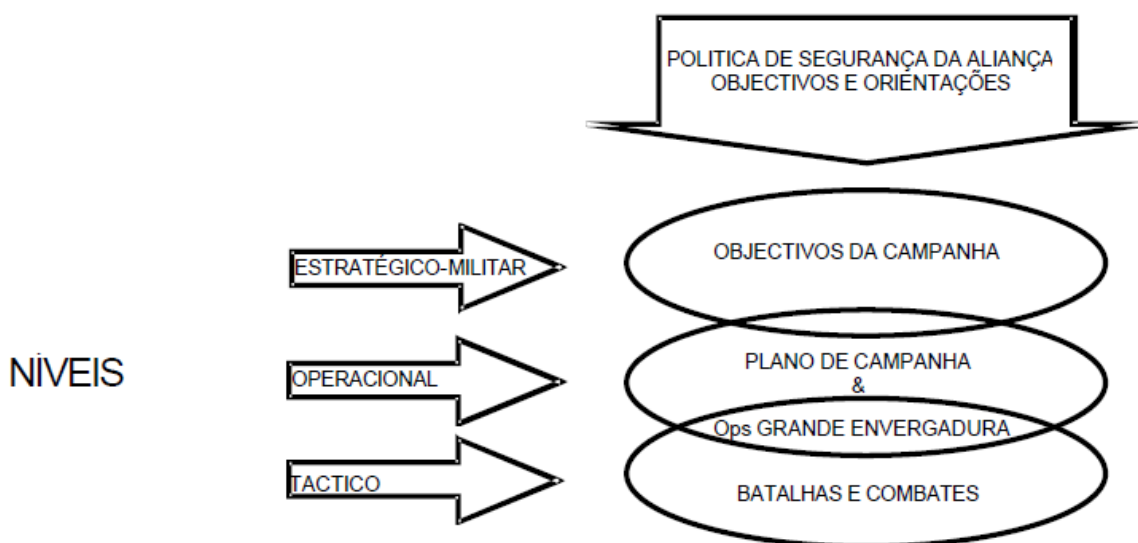 POLITICA DE SEGURANÇA DA ALIANÇA
OBJECTIVOS E ORIENTAÇÕES
ESTRATÉGICO-MILITAR
OBJECTIVOS DA CAMPANHA
NÍVEIS
OPERACIONAL
PLANO DE CAMPANHA
&
Ops GRANDE ENVERGADURA
TACTICO
BATALHAS E COMBATES